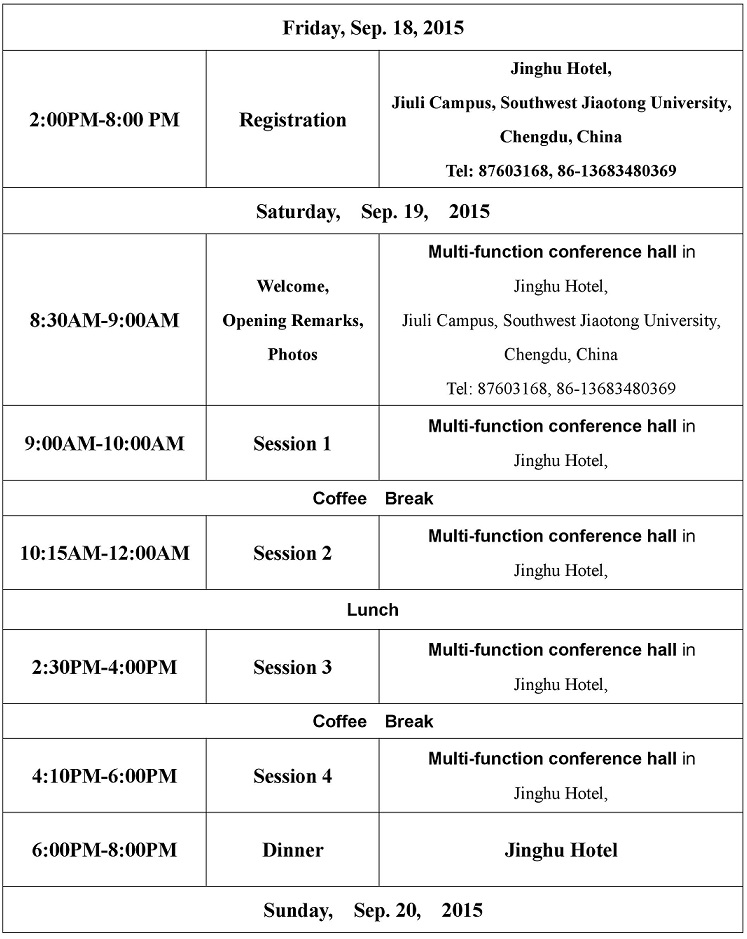 Friday, Sep. 18, 2015
2:00PM-8:00 PM
Registration
Jinghu Hotel,
Jiuli Campus, Southwest Jiaotong University,
Chengdu, China
Tel: 87603168, 86-13683480369
Saturday, Sep. 19, 2015
8:30AM-9:00AM
Welcome,
Opening Remarks,
Photos
Multi-function conference hall in
Jinghu Hotel,
Jiuli Campus, Southwest Jiaotong University,
Chengdu, China
Tel: 87603168, 86-13683480369
9:00AM-10:00AM
Session 1
Multi-function conference hall in
Jinghu Hotel,
Coffee Break
10:15AM-12:00AM
Session 2
Multi-function conference hall in
Jinghu Hotel,
Lunch
2:30PM-4:00PM
Session 3
Multi-function conference hall in
Jinghu Hotel,
Coffee Break
4:10PM-6:00PM
Session 4
Multi-function conference hall in
Jinghu Hotel,
6:00PM-8:00PM
Dinner
Jinghu Hotel
Sunday, Sep. 20, 2015